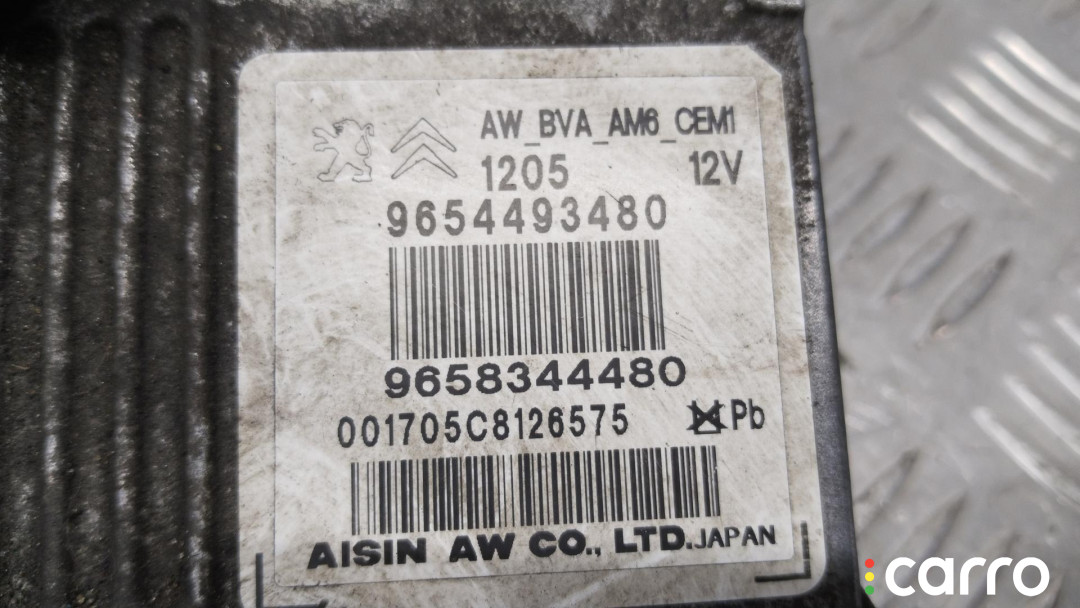 AW_BVA_AM6_CEM1
1205 12V
9654493480
9658344480
001705C8126575 Pb
AISIN AW CO., LTD. JAPAN
carro